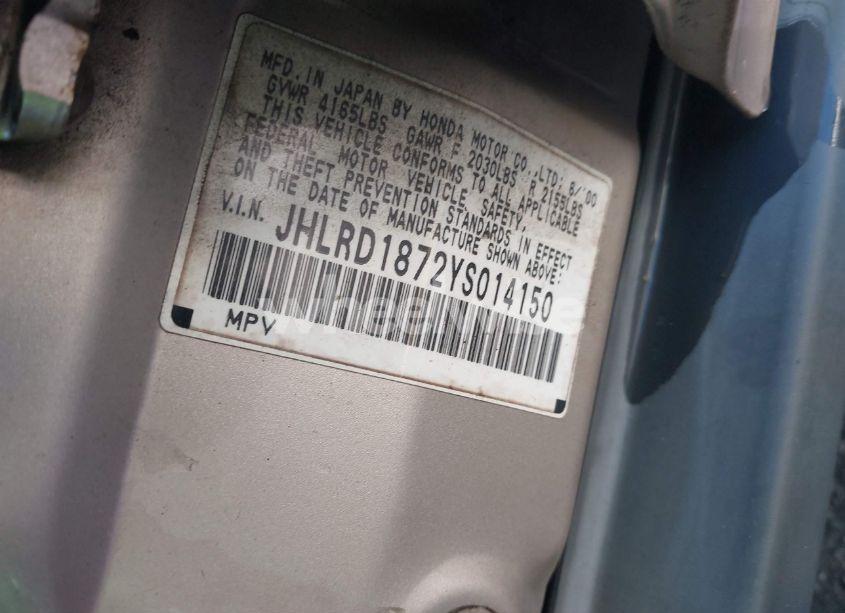 MFD. IN JAPAN BY HONDA MOTOR CO., LTD; 6/'00
GVWR 4165LBS GAWR F 2030LBS R 2155LBS
THIS VEHICLE CONFORMS TO ALL APPLICABLE
FEDERAL MOTOR VEHICLE SAFETY,
AND THEFT PREVENTION STANDARDS IN EFFECT
ON THE DATE OF MANUFACTURE SHOWN ABOVE:
V.I.N. JHLRD1872YS014150
MPV